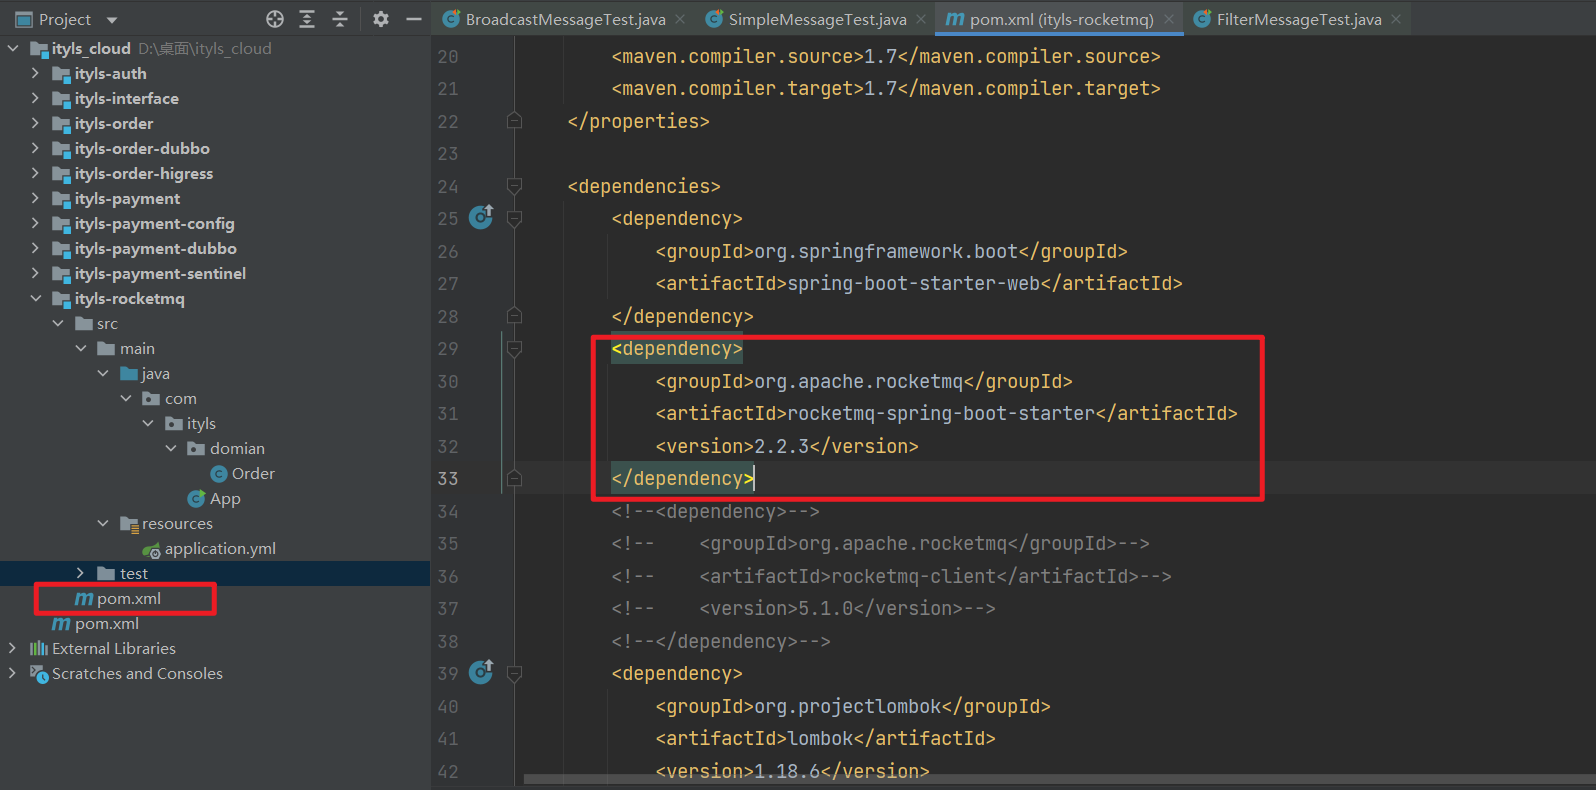 Project
ityls_cloud D:\桌面\ityls_cloud
ityls-auth
ityls-interface
ityls-order
ityls-order-dubbo
ityls-order-higress
ityls-payment
ityls-payment-config
ityls-payment-dubbo
ityls-payment-sentinel
ityls-rocketmq
src
main
java
com
ityls
domian
Order
App
resources
application.yml
test
pom.xml
pom.xml
External Libraries
Scratches and Consoles
BroadcastMessageTest.java SimpleMessageTest.java pom.xml (ityls-rocketmq) FilterMessageTest.java
20 <maven.compiler.source>1.7</maven.compiler.source>
21 <maven.compiler.target>1.7</maven.compiler.target>
22 </properties>
23
24 <dependencies>
25 <dependency>
26 <groupId>org.springframework.boot</groupId>
27 <artifactId>spring-boot-starter-web</artifactId>
28 </dependency>
29 <dependency>
30 <groupId>org.apache.rocketmq</groupId>
31 <artifactId>rocketmq-spring-boot-starter</artifactId>
32 <version>2.2.3</version>
33 </dependency>
34 <!--<dependency>-->
35 <!-- <groupId>org.apache.rocketmq</groupId>-->
36 <!-- <artifactId>rocketmq-client</artifactId>-->
37 <!-- <version>5.1.0</version>-->
38 <!--</dependency>-->
39 <dependency>
40 <groupId>org.projectlombok</groupId>
41 <artifactId>lombok</artifactId>
42 <version>1.18.6</version>